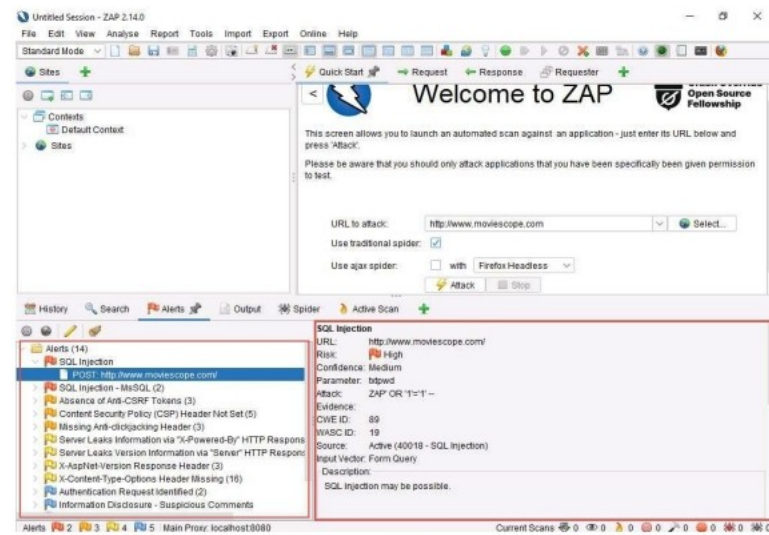 Untitled Session - ZAP 2.14.0
File Edit View Analyse Report Tools Import Export Online Help
Standard Mode
Sites
Quick Start
Request
Response
Requester
Contexts
Default Context
Sites
Welcome to ZAP
Open Source
Fellowship
This screen allows you to launch an automated scan against an application - just enter its URL below and
press 'Attack'.
Please be aware that you should only attack applications that you have been specifically been given permission
to test.
URL to attack: http://www.moviescope.com Select...
Use traditional spider:
Use ajax spider: with Firefox Headless
Attack Stop
History Search Alerts Output Spider Active Scan
Alerts (14)
SQL Injection
POST: http://www.moviescope.com/
SQL Injection - MsSQL (2)
Absence of Anti-CSRF Tokens (3)
Content Security Policy (CSP) Header Not Set (5)
Missing Anti-clickjacking Header (3)
Server Leaks Information via "X-Powered-By" HTTP Respons
Server Leaks Version Information via "Server" HTTP Respons
X-AspNet-Version Response Header (3)
X-Content-Type-Options Header Missing (16)
Authentication Request Identified (2)
Information Disclosure - Suspicious Comments
SQL Injection
URL: http://www.moviescope.com/
Risk: High
Confidence: Medium
Parameter: txtpwd
Attack: ZAP' OR '1'='1' --
Evidence:
CWE ID: 89
WASC ID: 19
Source: Active (40018 - SQL Injection)
Input Vector: Form Query
Description:
SQL injection may be possible.
Alerts 2 3 4 5 Main Proxy: localhost:8080
Current Scans 0 0 0 0 0 0 0 0